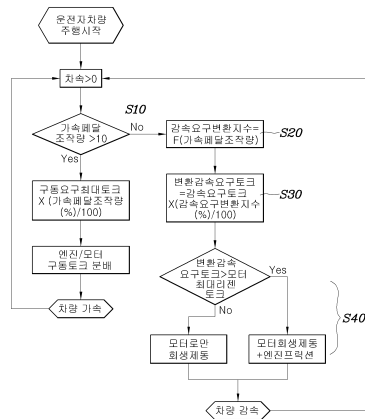 운전자차량
주행시작
차속>0
S10
가속페달
조작량 >10
No
Yes
감속요구변환지수=
F(가속페달조작량)
S20
구동요구최대토크
X (가속페달조작량
(%)/100)
변환감속요구토크
=감속요구토크
X(감속요구변환지수
(%)/100)
S30
엔진/모터
구동토크 분배
차량 가속
변환감속
요구토크>모터
최대리젠
토크
Yes
No
S40
모터로만
회생제동
모터회생제동
+엔진프릭션
차량 감속